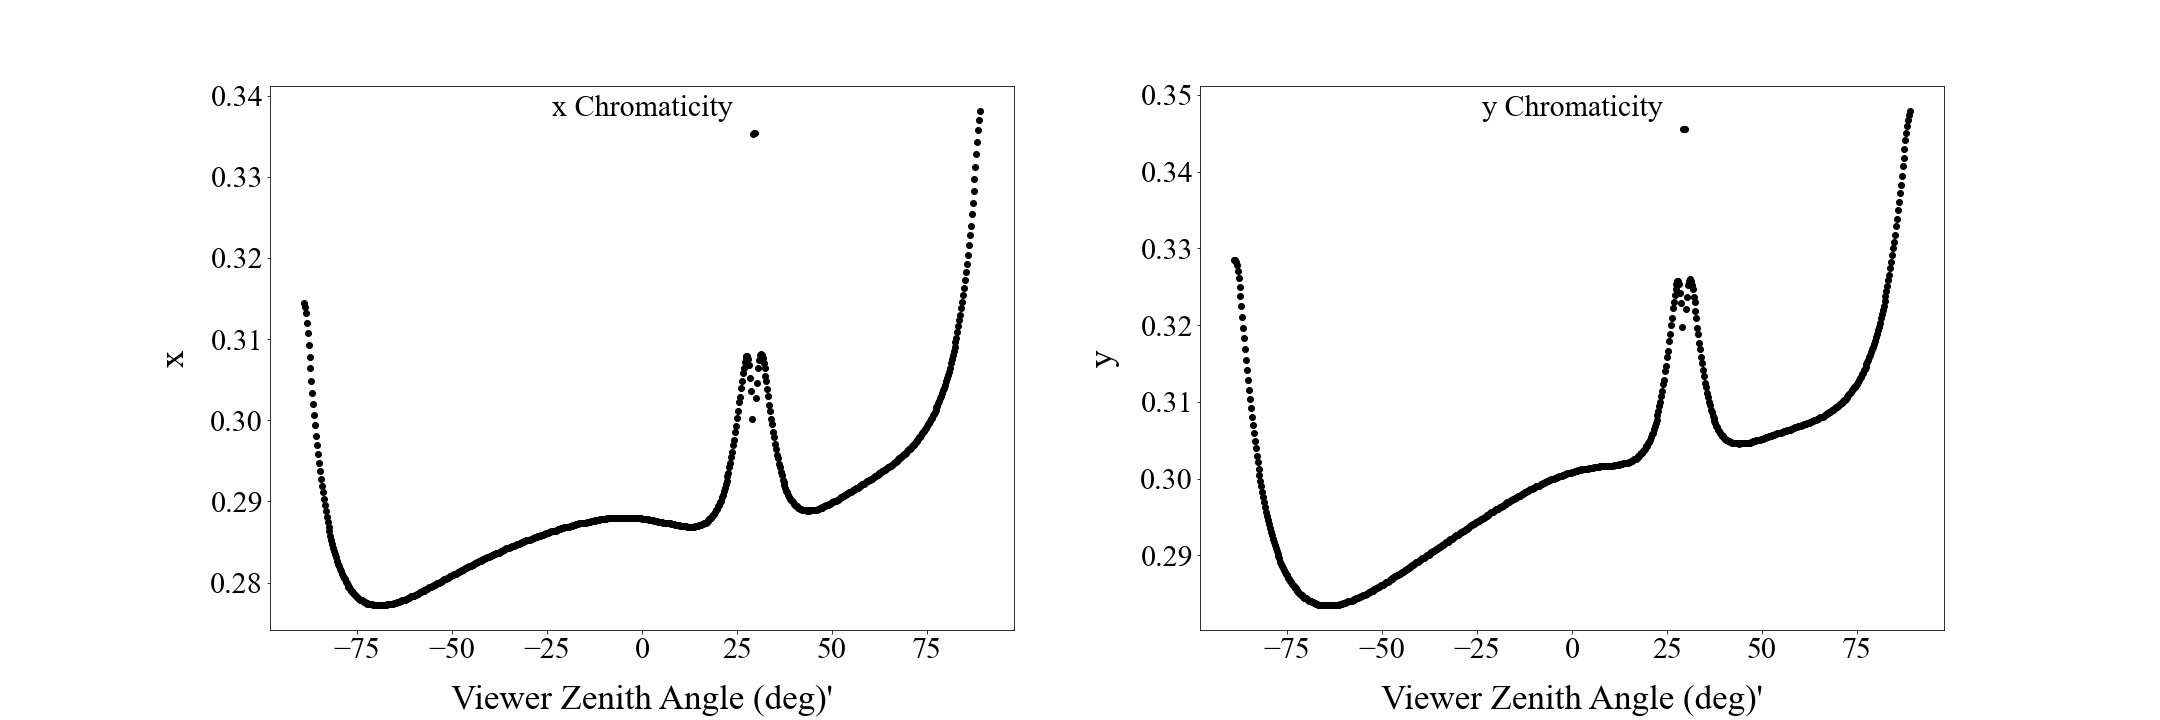 x Chromaticity
0.34
0.33
0.32
0.31
0.30
0.29
0.28
x
−75 −50 −25 0 25 50 75
Viewer Zenith Angle (deg)'
y Chromaticity
0.35
0.34
0.33
0.32
0.31
0.30
0.29
y
−75 −50 −25 0 25 50 75
Viewer Zenith Angle (deg)'